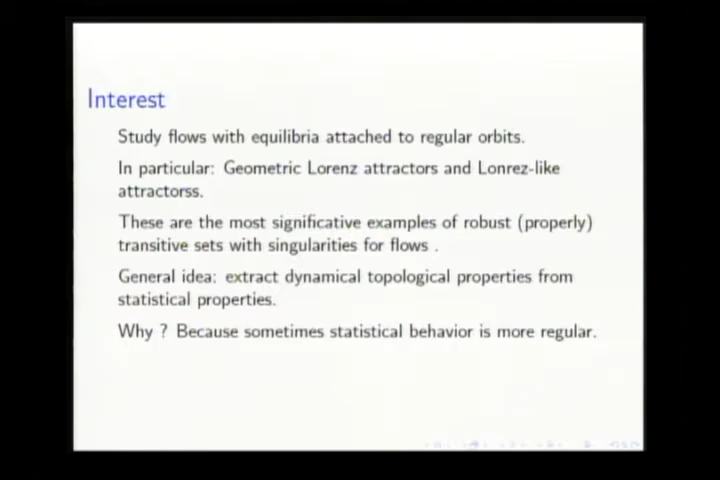 Interest
Study flows with equilibria attached to regular orbits.
In particular: Geometric Lorenz attractors and Lonrez-like
attractorss.
These are the most significative examples of robust (properly)
transitive sets with singularities for flows .
General idea: extract dynamical topological properties from
statistical properties.
Why ? Because sometimes statistical behavior is more regular.